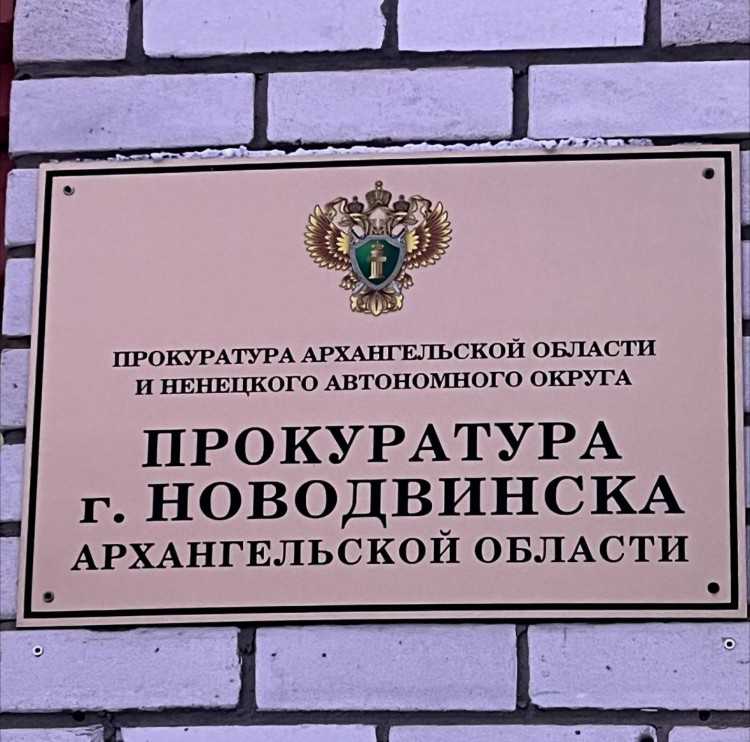 ПРОКУРАТУРА АРХАНГЕЛЬСКОЙ ОБЛАСТИ
И НЕНЕЦКОГО АВТОНОМНОГО ОКРУГА
ПРОКУРАТУРА
г. НОВОДВИНСКА
АРХАНГЕЛЬСКОЙ ОБЛАСТИ